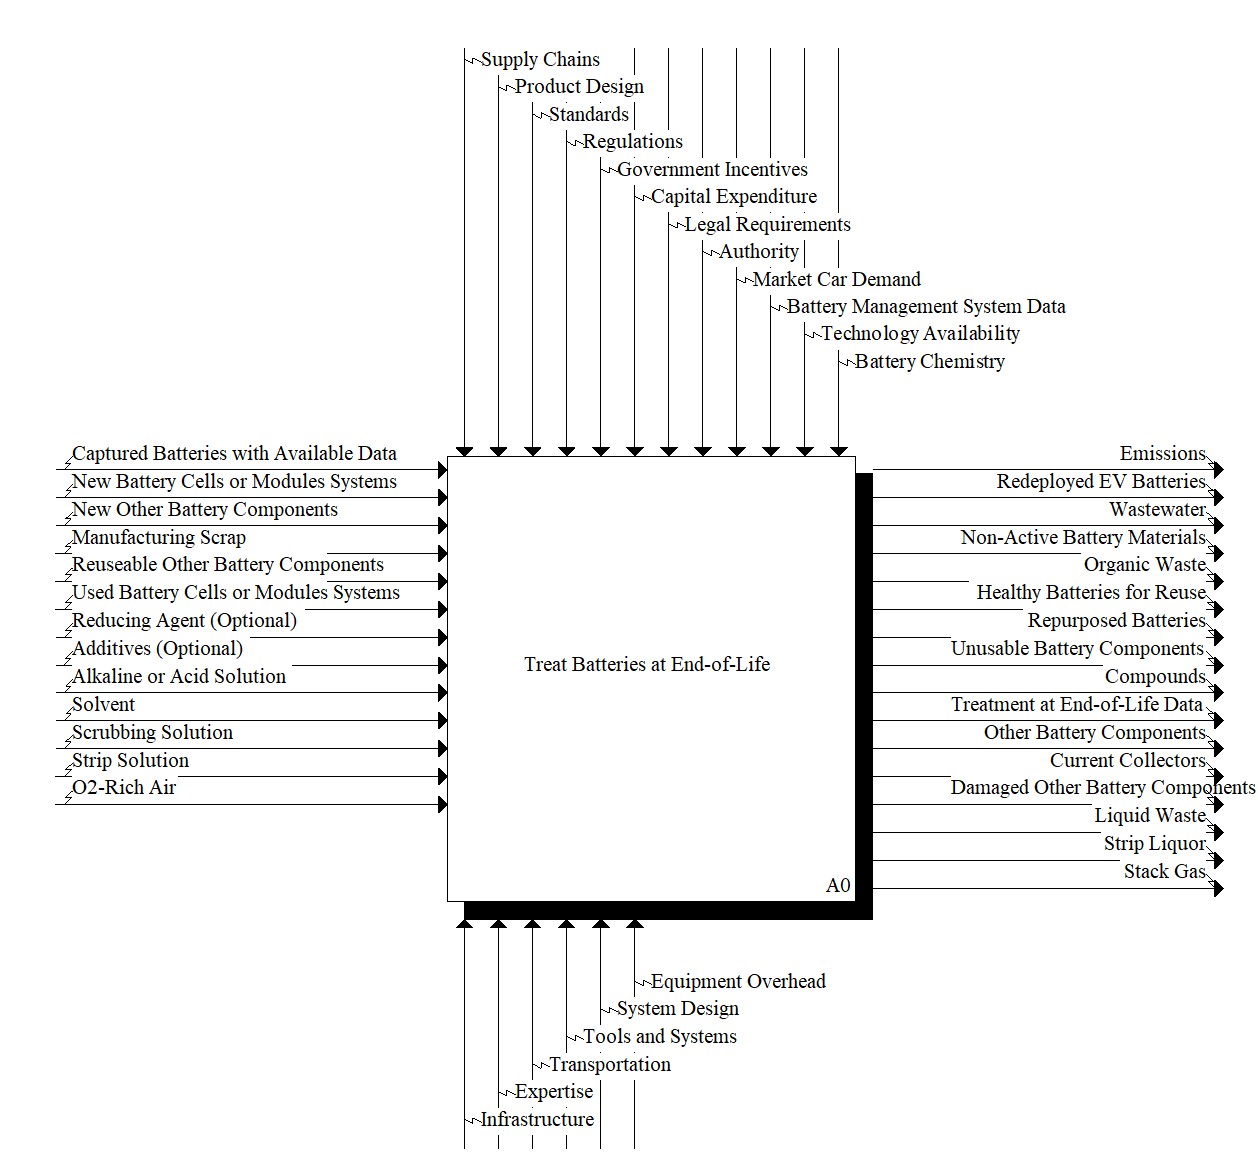 Supply Chains
Product Design
Standards
Regulations
Government Incentives
Capital Expenditure
Legal Requirements
Authority
Market Car Demand
Battery Management System Data
Technology Availability
Battery Chemistry
Captured Batteries with Available Data
New Battery Cells or Modules Systems
New Other Battery Components
Manufacturing Scrap
Reuseable Other Battery Components
Used Battery Cells or Modules Systems
Reducing Agent (Optional)
Additives (Optional)
Alkaline or Acid Solution
Solvent
Scrubbing Solution
Strip Solution
O2-Rich Air
Treat Batteries at End-of-Life
A0
Emissions
Redeployed EV Batteries
Wastewater
Non-Active Battery Materials
Organic Waste
Healthy Batteries for Reuse
Repurposed Batteries
Unusable Battery Components
Compounds
Treatment at End-of-Life Data
Other Battery Components
Current Collectors
Damaged Other Battery Components
Liquid Waste
Strip Liquor
Stack Gas
Equipment Overhead
System Design
Tools and Systems
Transportation
Expertise
Infrastructure